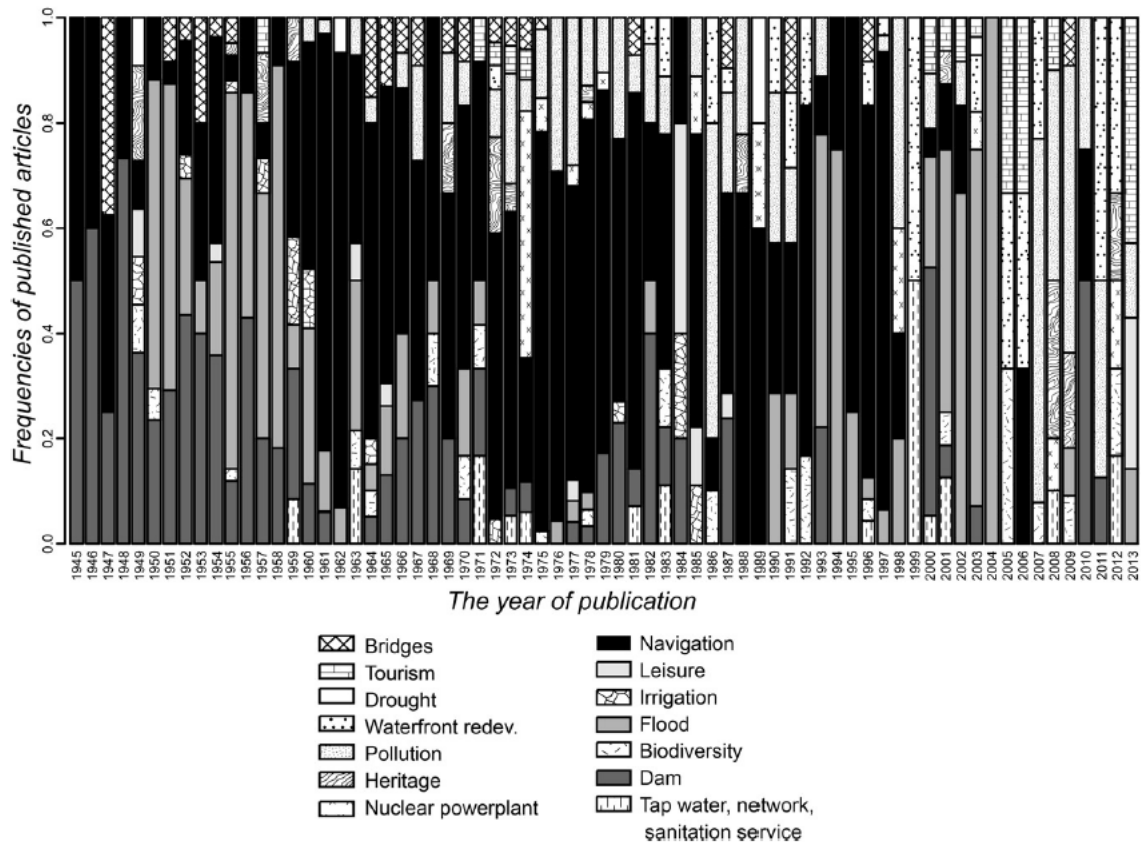 Frequencies of published articles
1.0
0.8
0.6
0.4
0.2
0.0
1945 1946 1947 1948 1949 1950 1951 1952 1953 1954 1955 1956 1957 1958 1959 1960 1961 1962 1963 1964 1965 1966 1967 1968 1969 1970 1971 1972 1973 1974 1975 1976 1977 1978 1979 1980 1981 1982 1983 1984 1985 1986 1987 1988 1989 1990 1991 1992 1993 1994 1995 1996 1997 1998 1999 2000 2001 2002 2003 2004 2005 2006 2007 2008 2009 2010 2011 2012 2013
The year of publication
Bridges
Tourism
Drought
Waterfront redev.
Pollution
Heritage
Nuclear powerplant
Navigation
Leisure
Irrigation
Flood
Biodiversity
Dam
Tap water, network,
sanitation service